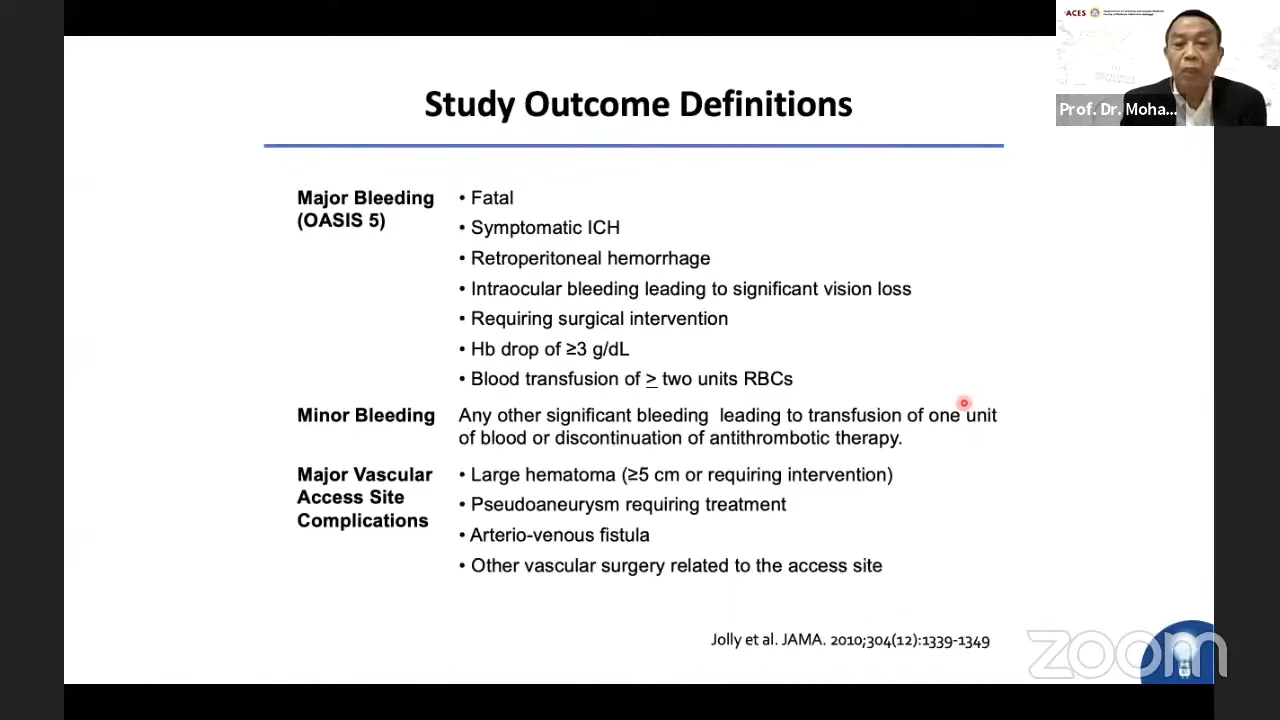 ACES
Prof. Dr. Moha...
Study Outcome Definitions
Major Bleeding
(OASIS 5)
• Fatal
• Symptomatic ICH
• Retroperitoneal hemorrhage
• Intraocular bleeding leading to significant vision loss
• Requiring surgical intervention
• Hb drop of ≥3 g/dL
• Blood transfusion of > two units RBCs
Minor Bleeding
Any other significant bleeding leading to transfusion of one unit
of blood or discontinuation of antithrombotic therapy.
Major Vascular
Access Site
Complications
• Large hematoma (≥5 cm or requiring intervention)
• Pseudoaneurysm requiring treatment
• Arterio-venous fistula
• Other vascular surgery related to the access site
Jolly et al. JAMA. 2010;304(12):1339-1349
zoom